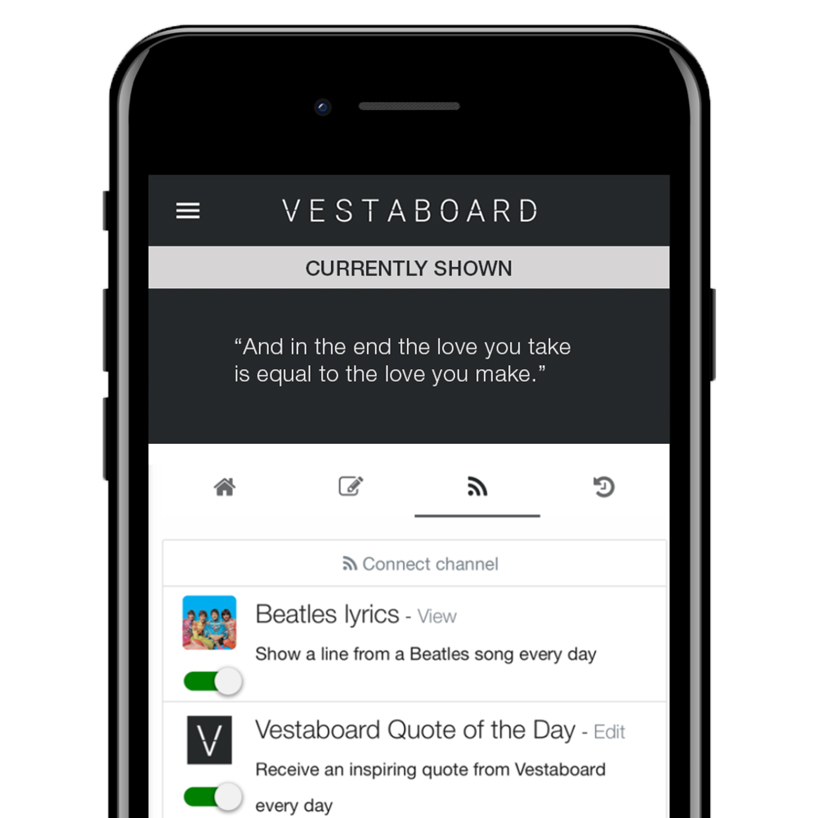 VESTABOARD
CURRENTLY SHOWN
“And in the end the love you take
is equal to the love you make.”
Connect channel
Beatles lyrics - View
Show a line from a Beatles song every day
V
Vestaboard Quote of the Day - Edit
Receive an inspiring quote from Vestaboard
every day